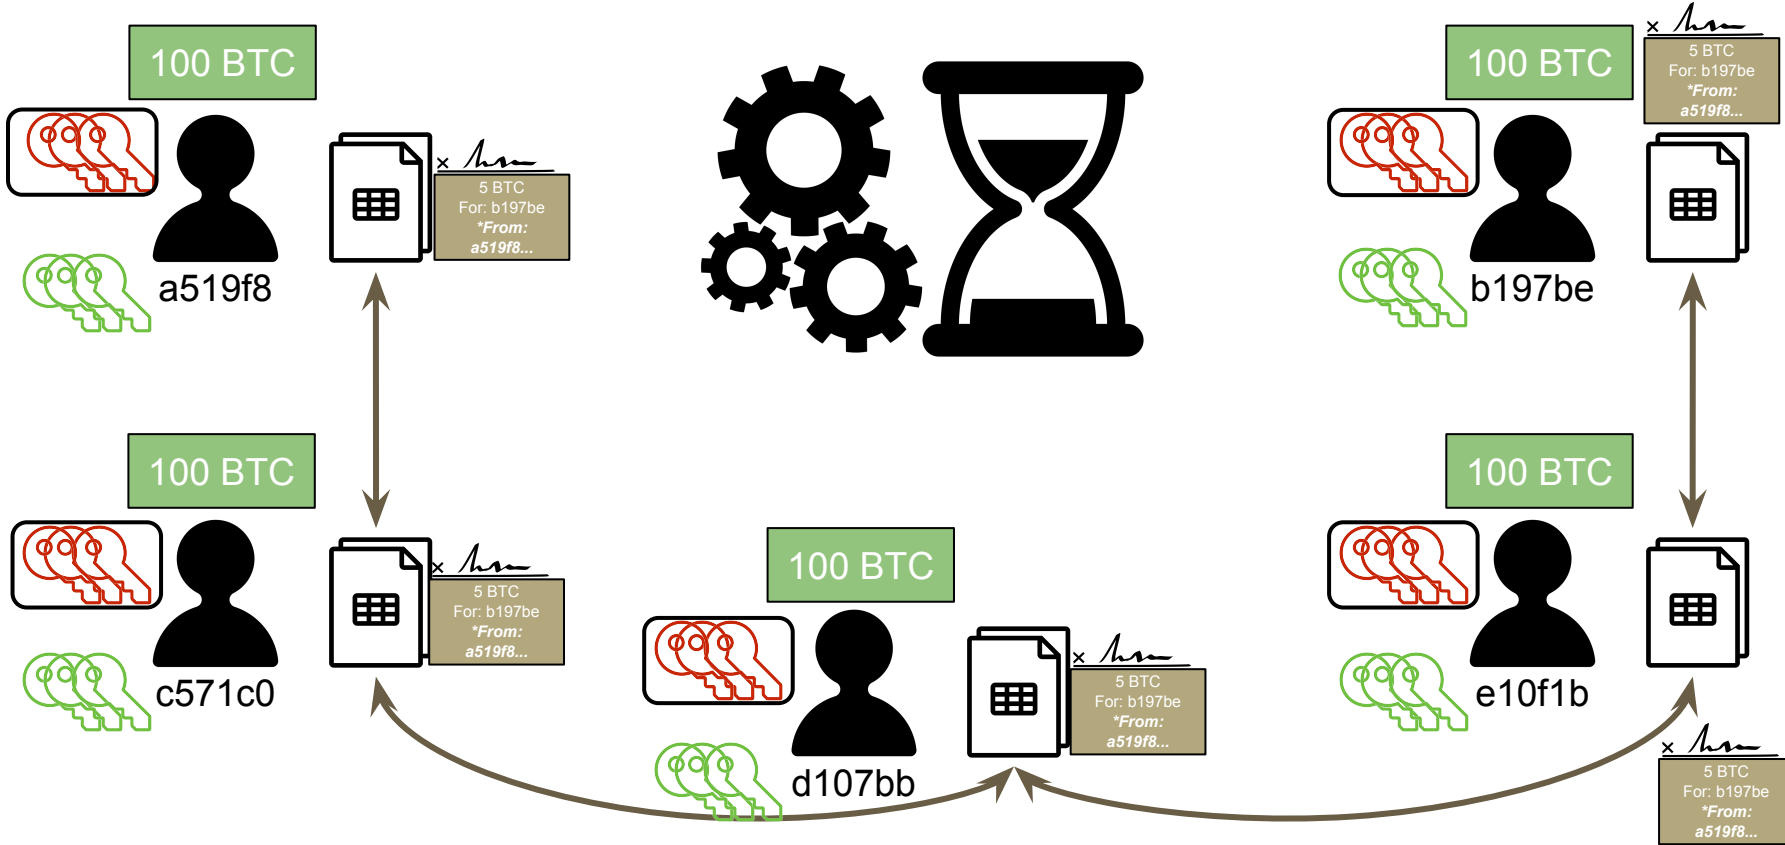 100 BTC
a519f8
×
5 BTC
For: b197be
*From:
a519f8...
100 BTC
×
5 BTC
For: b197be
*From:
a519f8...
b197be
100 BTC
c571c0
×
5 BTC
For: b197be
*From:
a519f8...
100 BTC
d107bb
×
5 BTC
For: b197be
*From:
a519f8...
100 BTC
e10f1b
×
5 BTC
For: b197be
*From:
a519f8...